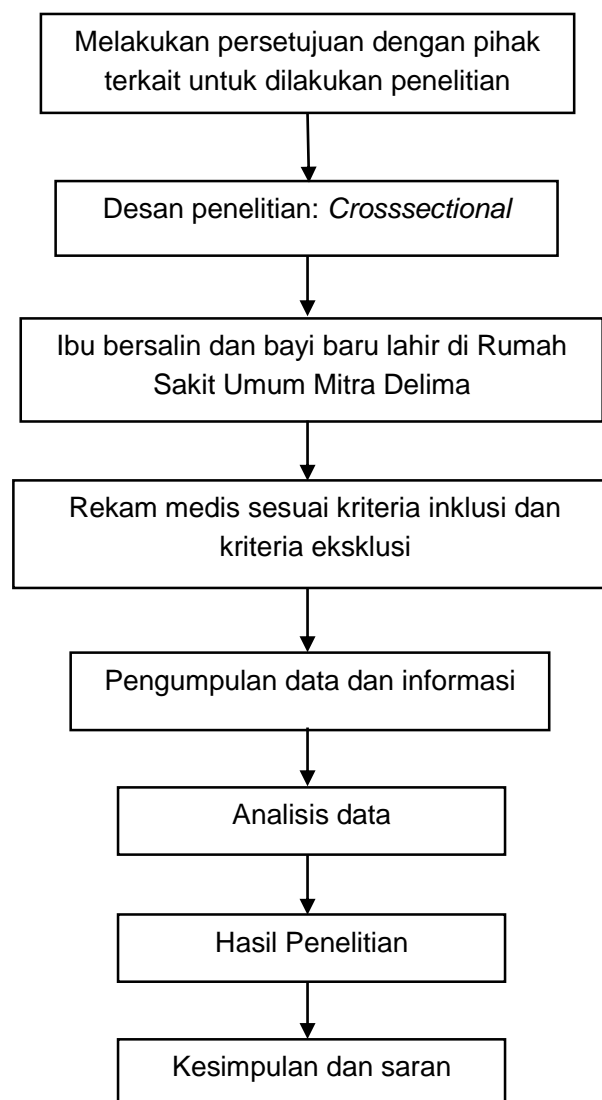 Melakukan persetujuan dengan pihak
terkait untuk dilakukan penelitian
Desan penelitian: Crosssectional
Ibu bersalin dan bayi baru lahir di Rumah
Sakit Umum Mitra Delima
Rekam medis sesuai kriteria inklusi dan
kriteria eksklusi
Pengumpulan data dan informasi
Analisis data
Hasil Penelitian
Kesimpulan dan saran